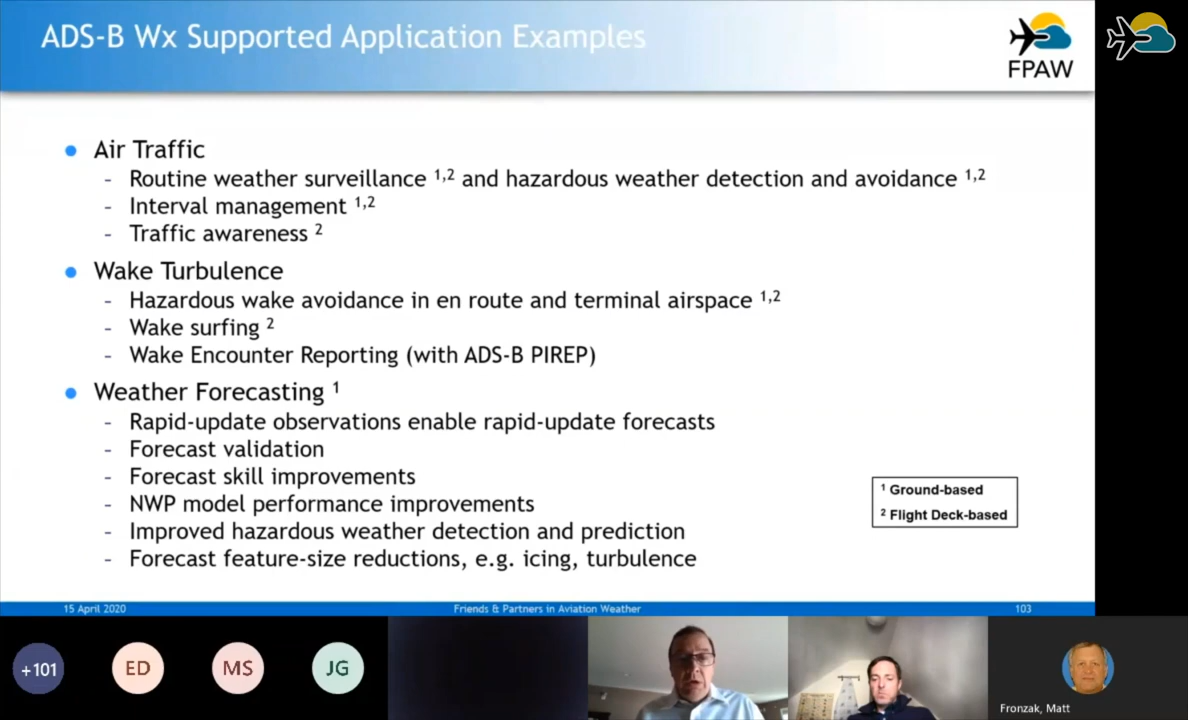 ADS-B Wx Supported Application Examples
FPAW
● Air Traffic
- Routine weather surveillance 1,2 and hazardous weather detection and avoidance 1,2
- Interval management 1,2
- Traffic awareness 2
● Wake Turbulence
- Hazardous wake avoidance in en route and terminal airspace 1,2
- Wake surfing 2
- Wake Encounter Reporting (with ADS-B PIREP)
● Weather Forecasting 1
- Rapid-update observations enable rapid-update forecasts
- Forecast validation
- Forecast skill improvements
- NWP model performance improvements
- Improved hazardous weather detection and prediction
- Forecast feature-size reductions, e.g. icing, turbulence
1 Ground-based
2 Flight Deck-based
15 April 2020
Friends & Partners in Aviation Weather
103
+101
ED
MS
JG
Fronzak, Matt